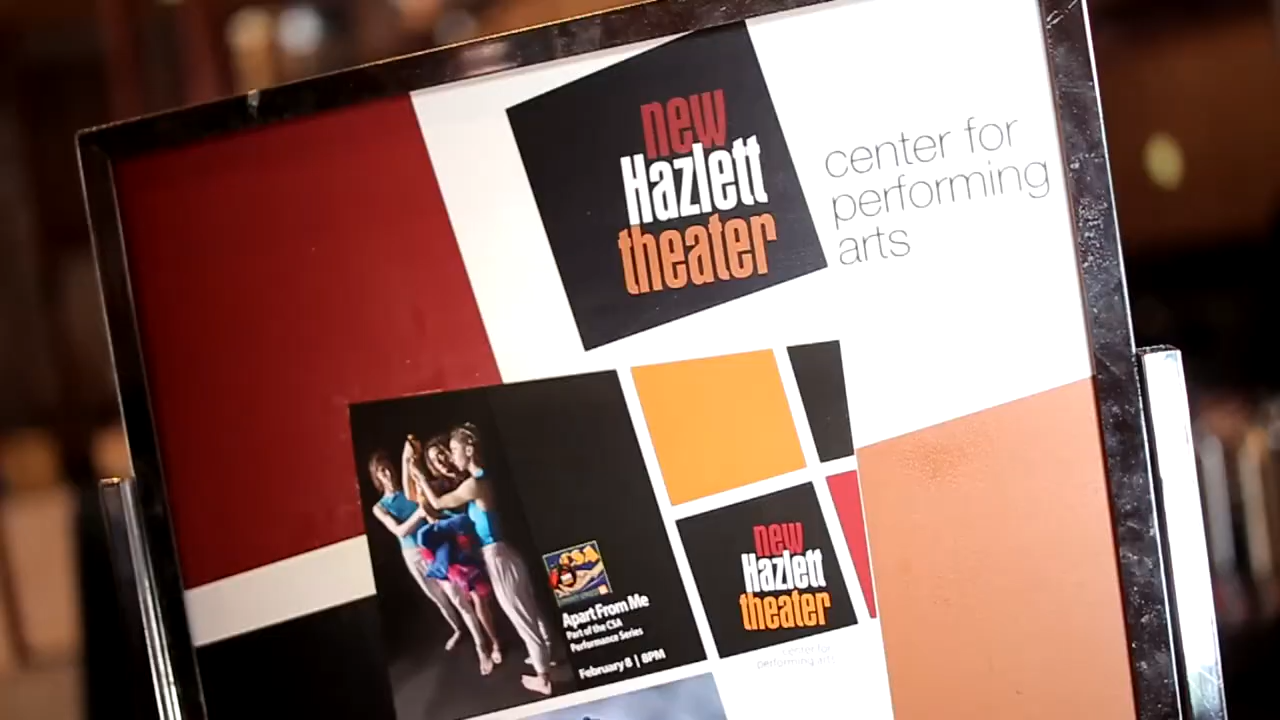 new
Hazlett
theater
center for
performing
arts
CSA
Apart From Me
Part of the CSA
Performance Series
February 8 | 8PM
new
Hazlett
theater
center for
performing arts